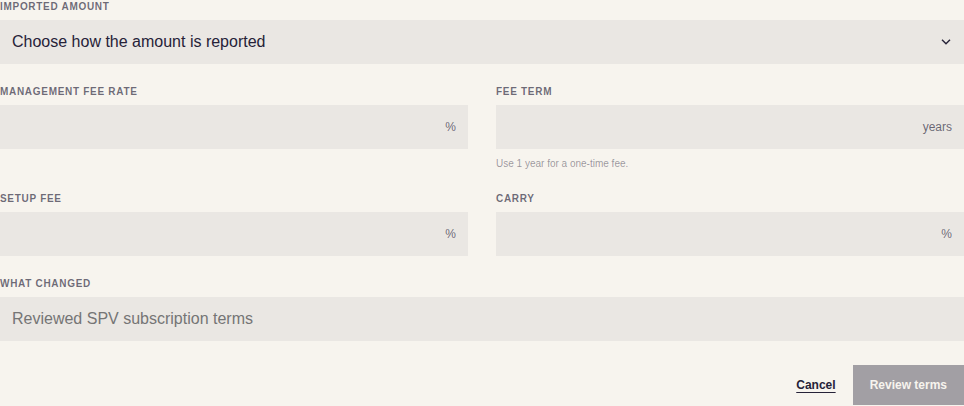 IMPORTED AMOUNT
Choose how the amount is reported
MANAGEMENT FEE RATE
FEE TERM
%
years
Use 1 year for a one-time fee.
SETUP FEE
CARRY
%
%
WHAT CHANGED
Reviewed SPV subscription terms
Cancel
Review terms